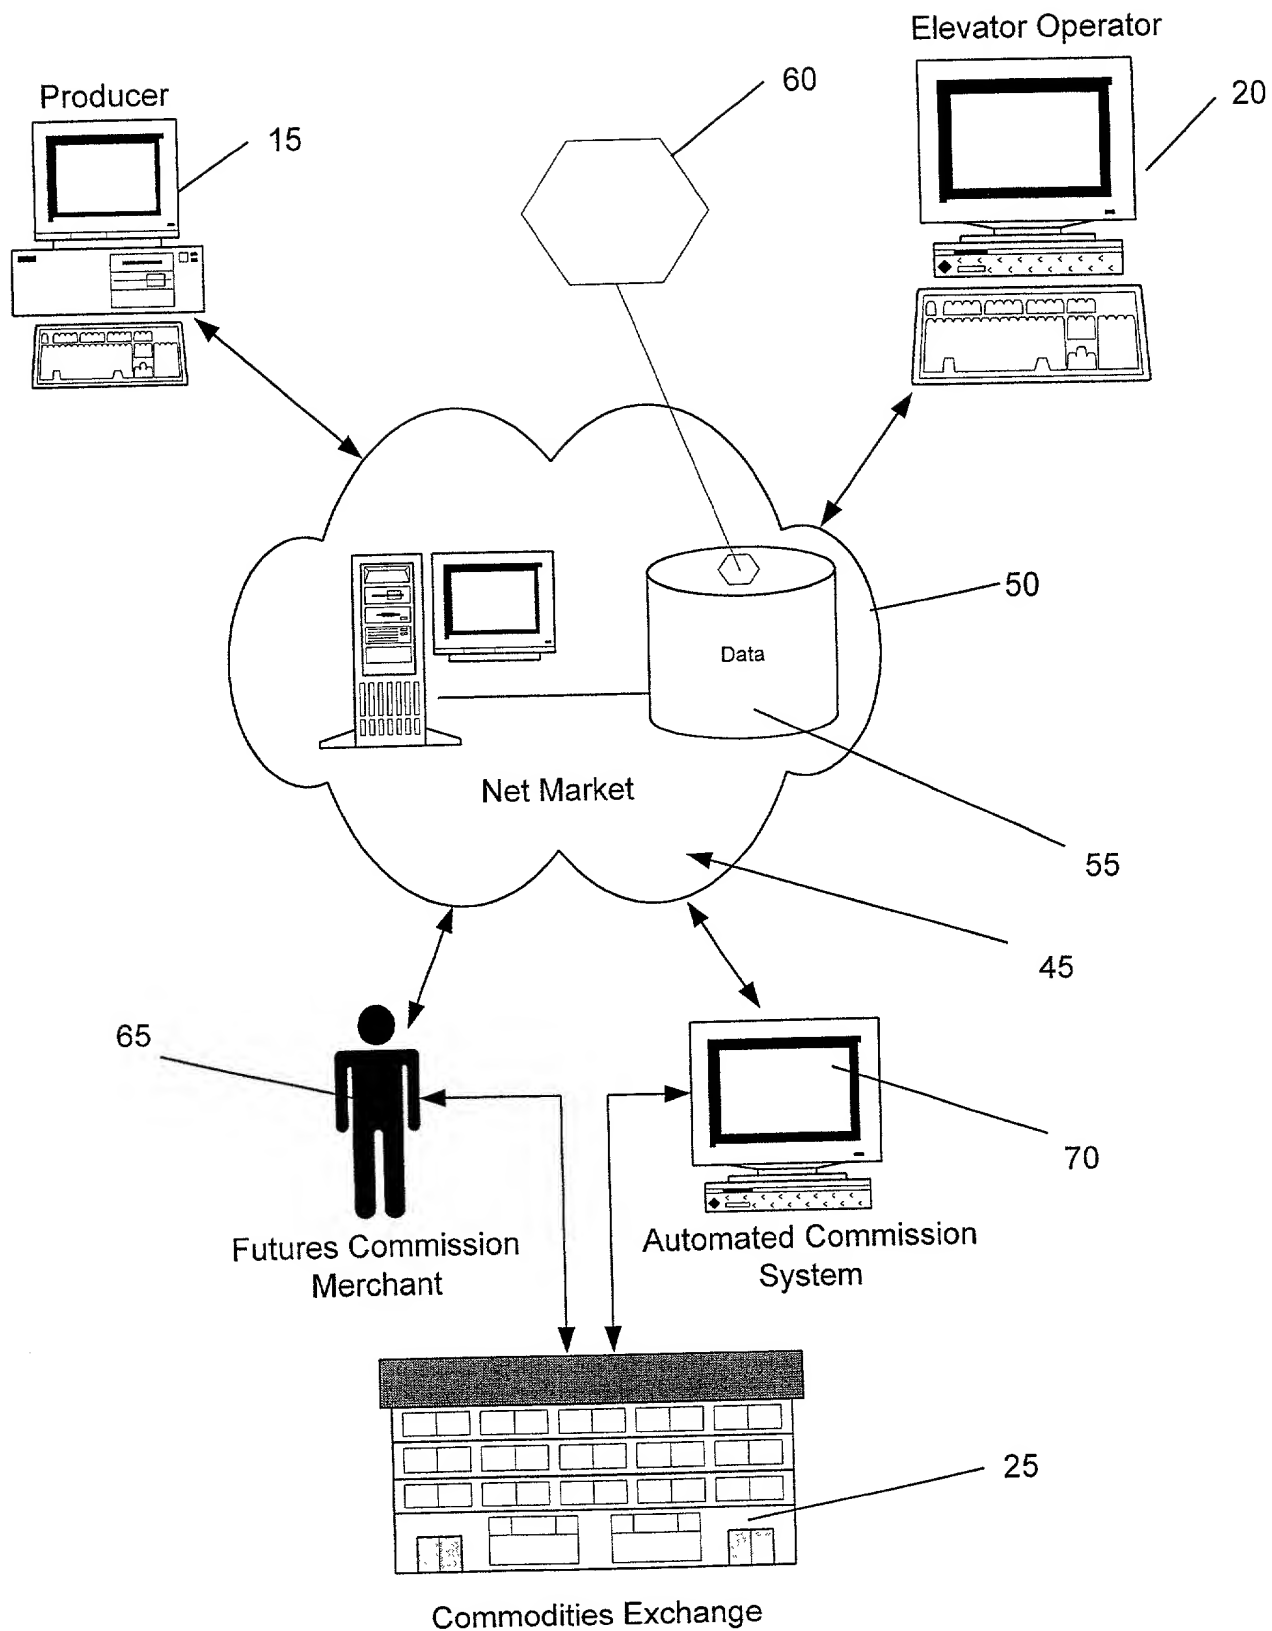 Elevator Operator
60
20
Producer
15
50
Data
Net Market
55
45
65
70
Futures Commission
Merchant
Automated Commission
System
25
Commodities Exchange